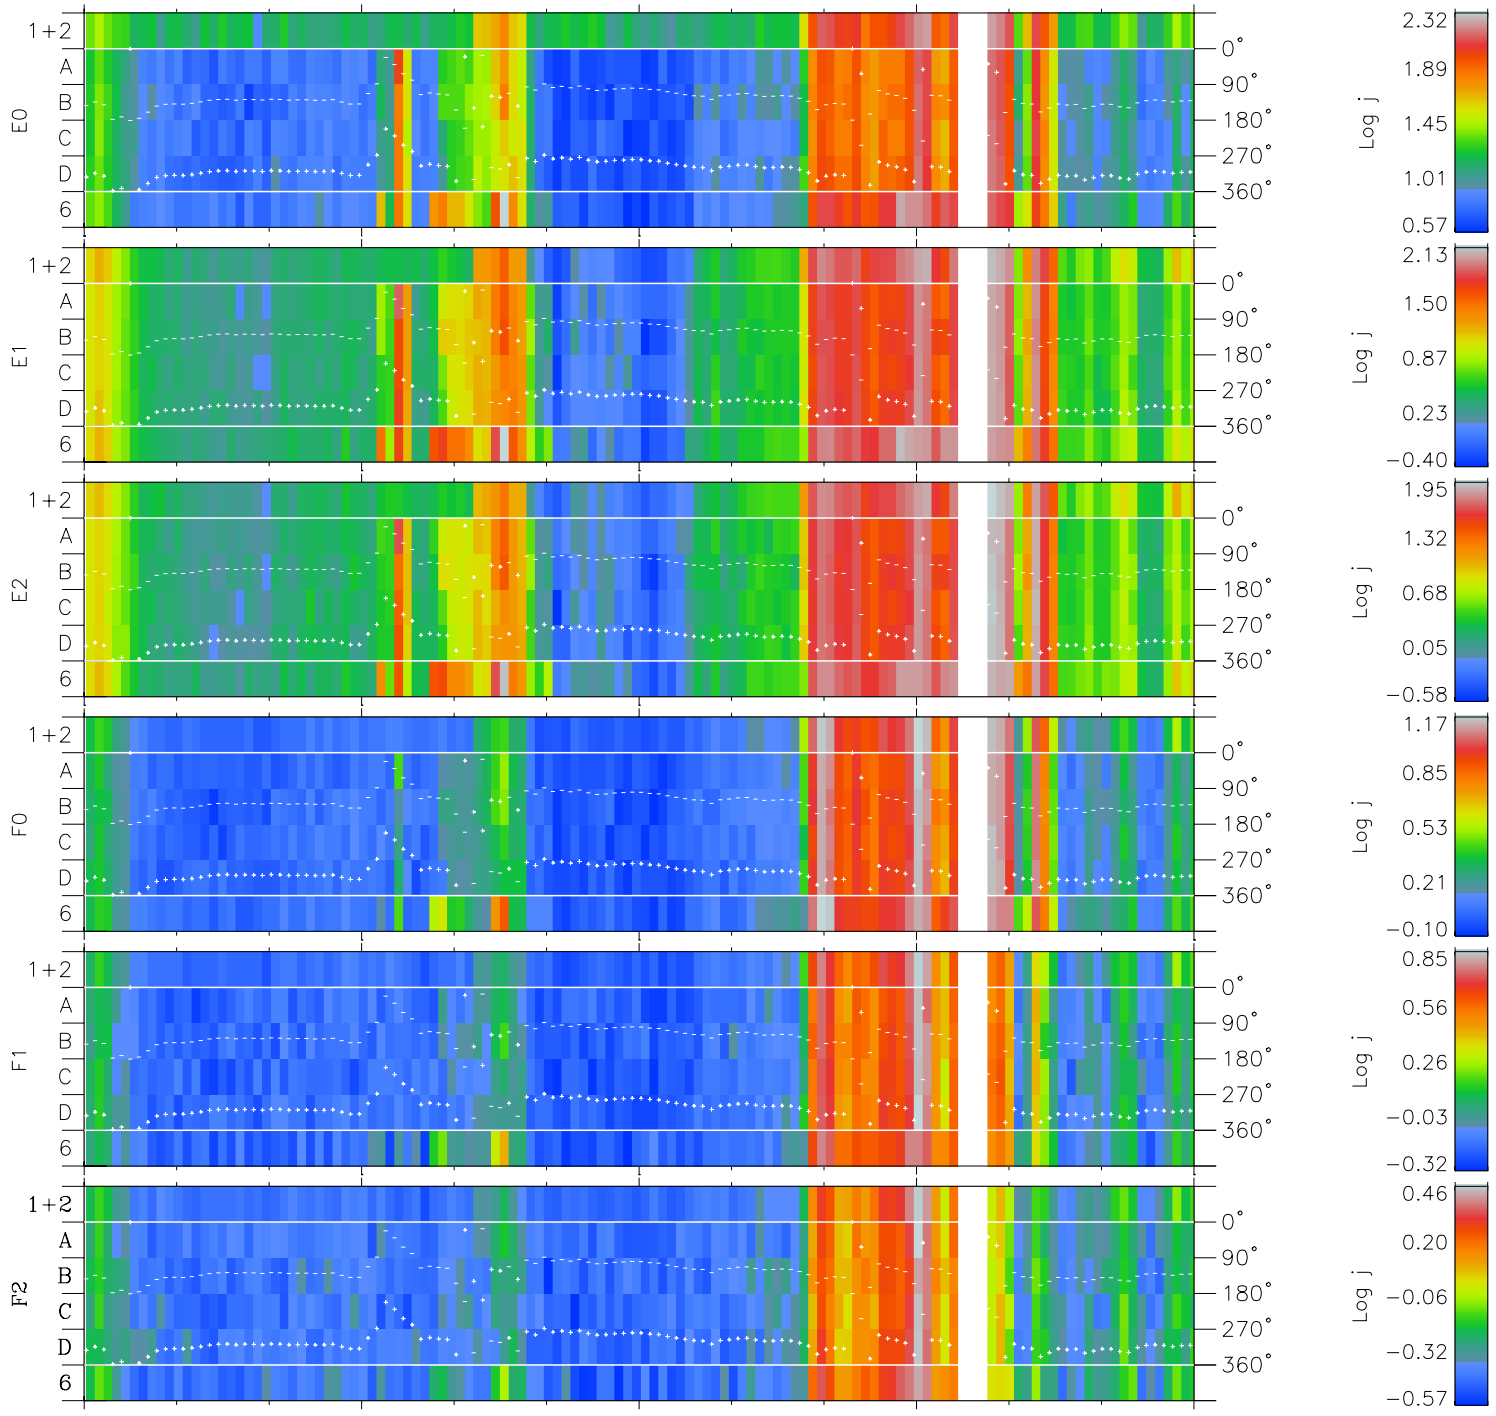 E0
1+2
A
B
C
D
6
0°
90°
180°
270°
360°
Log j
2.32
1.89
1.45
1.01
0.57
E1
1+2
A
B
C
D
6
0°
90°
180°
270°
360°
Log j
2.13
1.50
0.87
0.23
−0.40
E2
1+2
A
B
C
D
6
0°
90°
180°
270°
360°
Log j
1.95
1.32
0.68
0.05
−0.58
F0
1+2
A
B
C
D
6
0°
90°
180°
270°
360°
Log j
1.17
0.85
0.53
0.21
−0.10
F1
1+2
A
B
C
D
6
0°
90°
180°
270°
360°
Log j
0.85
0.56
0.26
−0.03
−0.32
F2
1+2
A
B
C
D
6
0°
90°
180°
270°
360°
Log j
0.46
0.20
−0.06
−0.32
−0.57